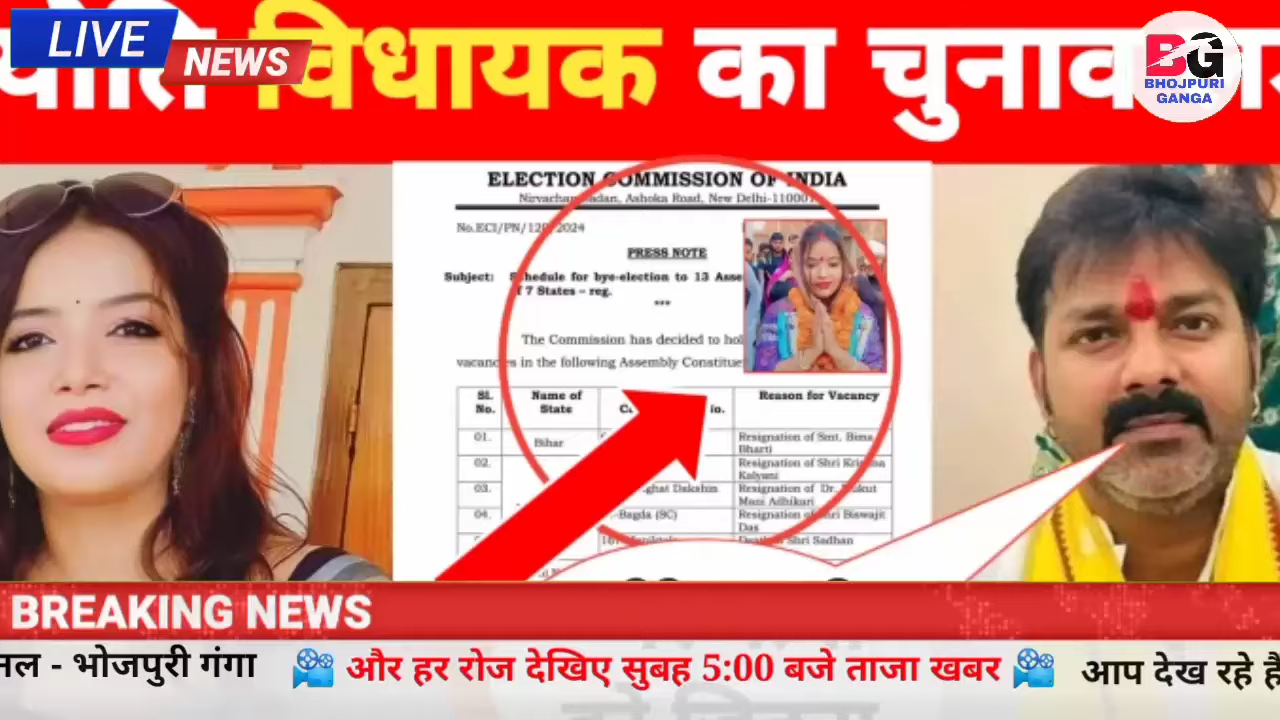 LIVE
NEWS
विधायक का चुनाव
BG
BHOJPURI
GANGA
ELECTION COMMISSION OF INDIA
Nirvachan Sadan, Ashoka Road, New Delhi-110001
No.ECI/PN/
2024
PRESS NOTE
Subject: Schedule for bye-election to 13
of 7 States – reg.
***
The Commission has decided to
vacancies in the following Assembly
Sl. No.
Name of State
Reason for Vacancy
01.
Bihar
Resignation of Smt. Bima Bharti
02.
Resignation of Shri Krishna Kalyani
03.
Dakshin
Resignation of Dr. Mukut Mani Adhikari
04.
Bagda (SC)
Resignation of Shri Biswajit Das
Death of Shri Sadhan
BREAKING NEWS
- भोजपुरी गंगा 🎥 और हर रोज देखिए सुबह 5:00 बजे ताजा खबर 🎥 आप देख रहे